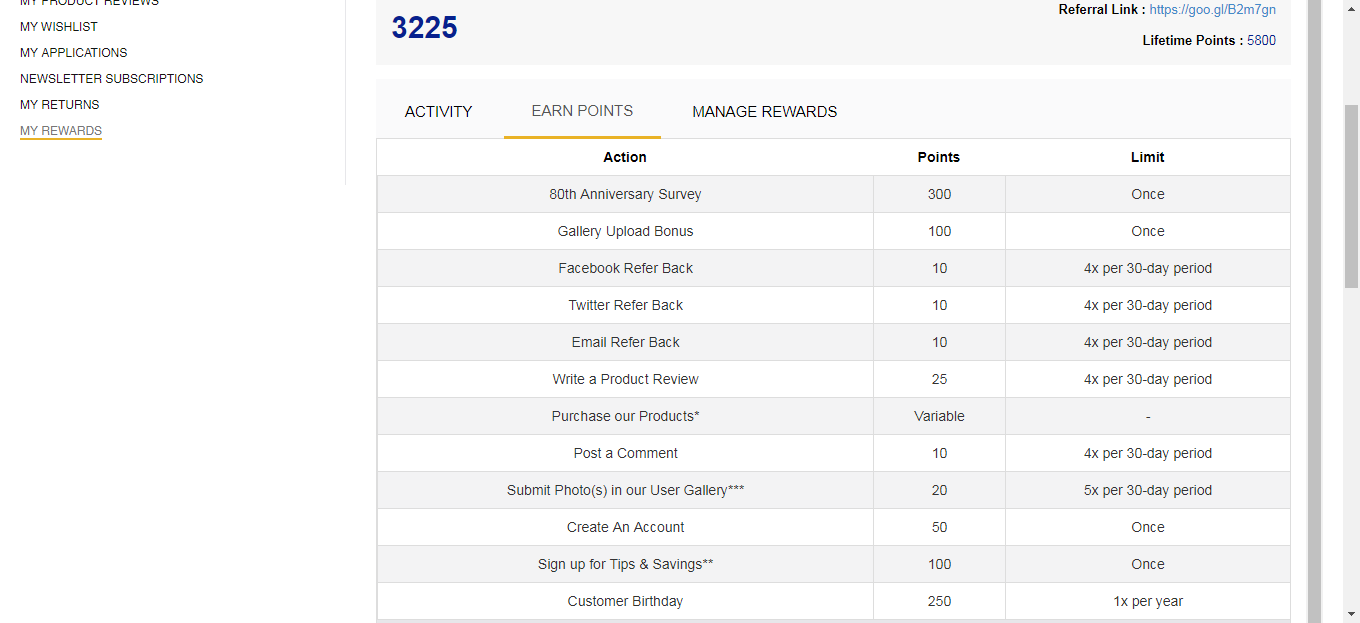 MY PRODUCT REVIEWS
MY WISHLIST
MY APPLICATIONS
NEWSLETTER SUBSCRIPTIONS
MY RETURNS
MY REWARDS
3225
Referral Link : https://goo.gl/B2m7gn
Lifetime Points : 5800
ACTIVITY EARN POINTS MANAGE REWARDS
Action Points Limit
80th Anniversary Survey 300 Once
Gallery Upload Bonus 100 Once
Facebook Refer Back 10 4x per 30-day period
Twitter Refer Back 10 4x per 30-day period
Email Refer Back 10 4x per 30-day period
Write a Product Review 25 4x per 30-day period
Purchase our Products* Variable -
Post a Comment 10 4x per 30-day period
Submit Photo(s) in our User Gallery*** 20 5x per 30-day period
Create An Account 50 Once
Sign up for Tips & Savings** 100 Once
Customer Birthday 250 1x per year